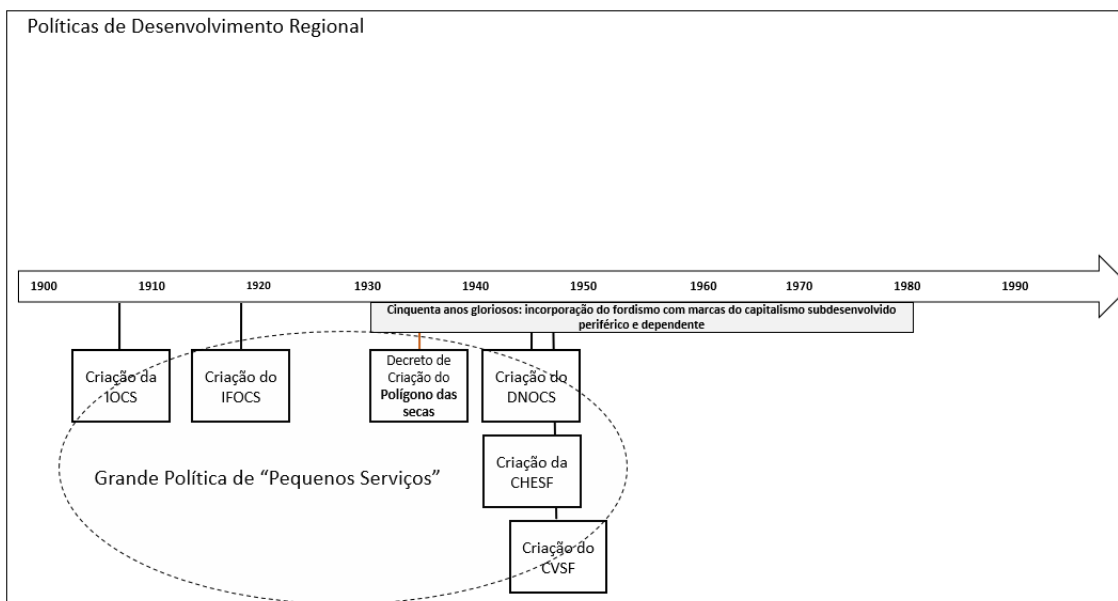 Políticas de Desenvolvimento Regional
1900 1910 1920 1930 1940 1950 1960 1970 1980 1990
Cinquenta anos gloriosos: incorporação do fordismo com marcas do capitalismo subdesenvolvido
periférico e dependente
Criação da
IOCS
Criação do
IFOCS
Decreto de
Criação do
Polígono das
secas
Criação do
DNOCS
Criação da
CHESF
Grande Política de “Pequenos Serviços”
Criação do
CVSF